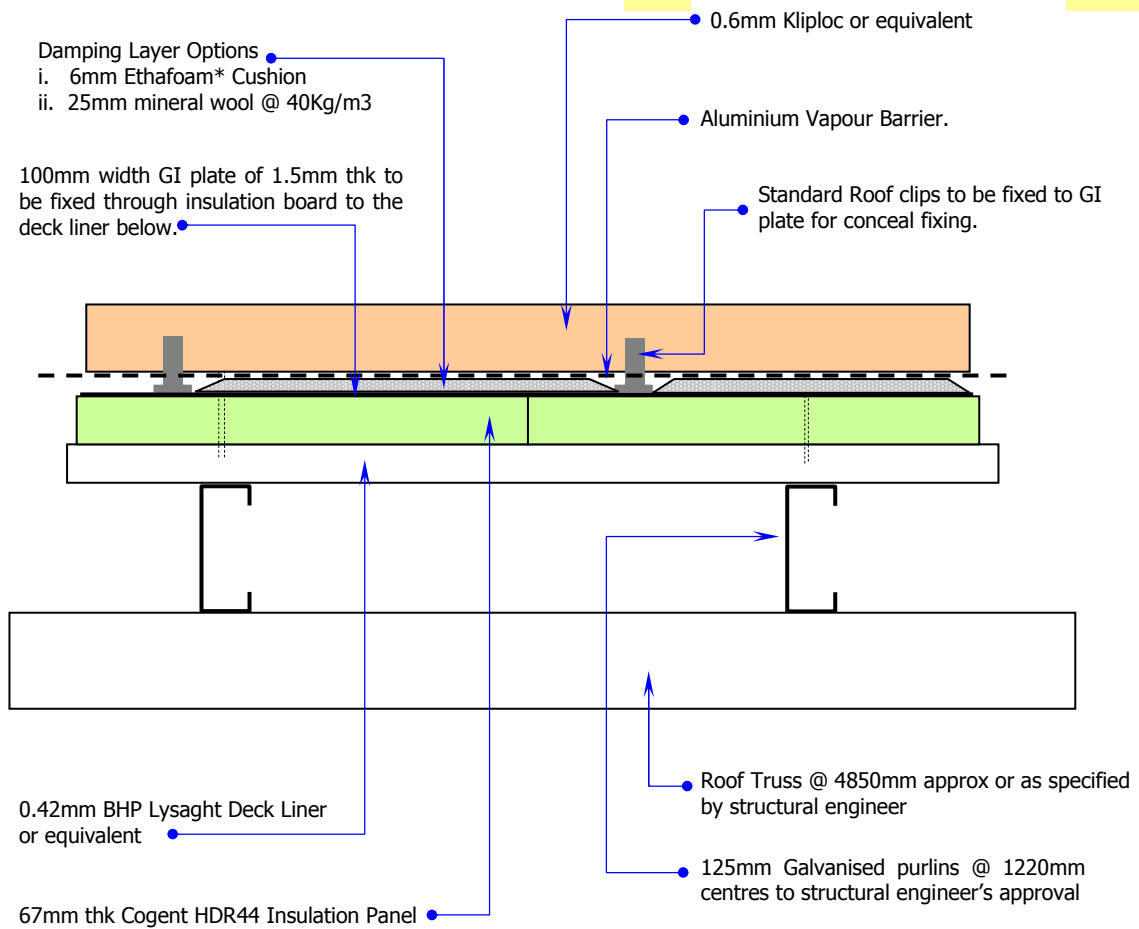 0.6mm Kliploc or equivalent
Damping Layer Options
i. 6mm Ethafoam* Cushion
ii. 25mm mineral wool @ 40Kg/m3
Aluminium Vapour Barrier.
100mm width GI plate of 1.5mm thk to
be fixed through insulation board to the
deck liner below.
Standard Roof clips to be fixed to GI
plate for conceal fixing.
Roof Truss @ 4850mm approx or as specified
by structural engineer
0.42mm BHP Lysaght Deck Liner
or equivalent
125mm Galvanised purlins @ 1220mm
centres to structural engineer’s approval
67mm thk Cogent HDR44 Insulation Panel